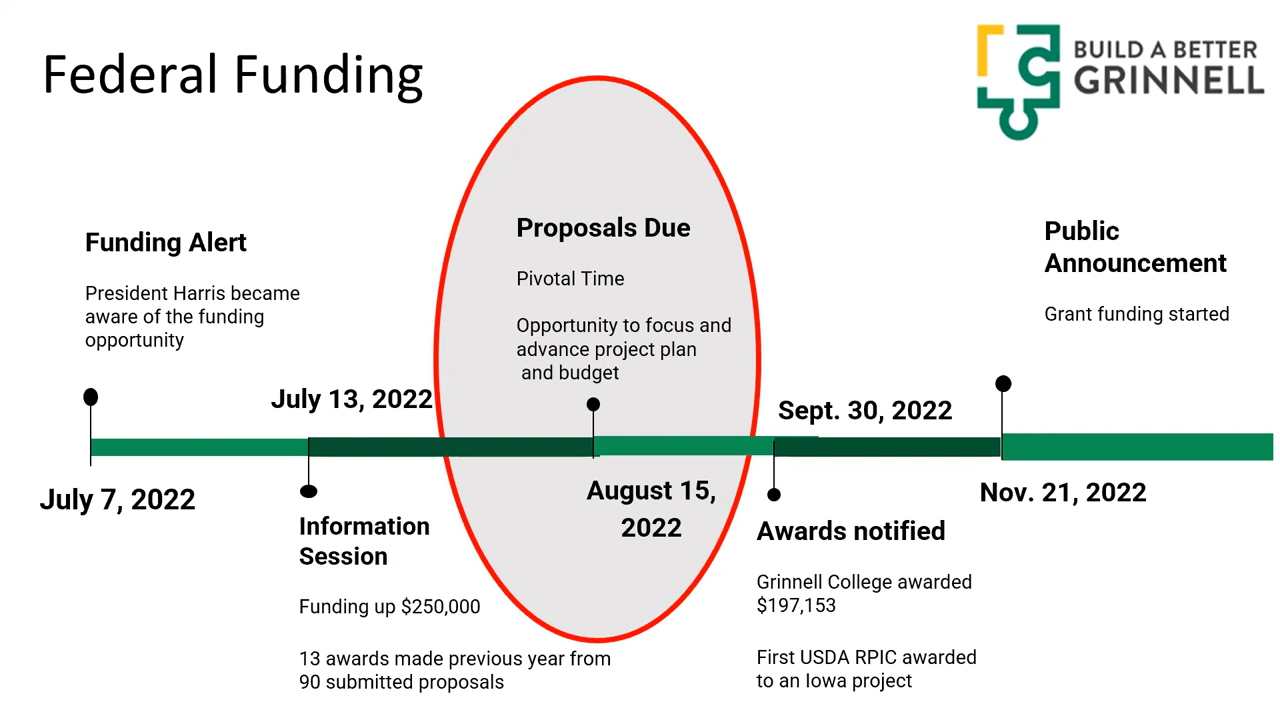 Federal Funding
BUILD A BETTER
GRINNELL
Funding Alert
President Harris became
aware of the funding
opportunity
July 7, 2022
July 13, 2022
Information
Session
Funding up $250,000
13 awards made previous year from
90 submitted proposals
Proposals Due
Pivotal Time
Opportunity to focus and
advance project plan
and budget
August 15,
2022
Sept. 30, 2022
Awards notified
Grinnell College awarded
$197,153
First USDA RPIC awarded
to an Iowa project
Public
Announcement
Grant funding started
Nov. 21, 2022